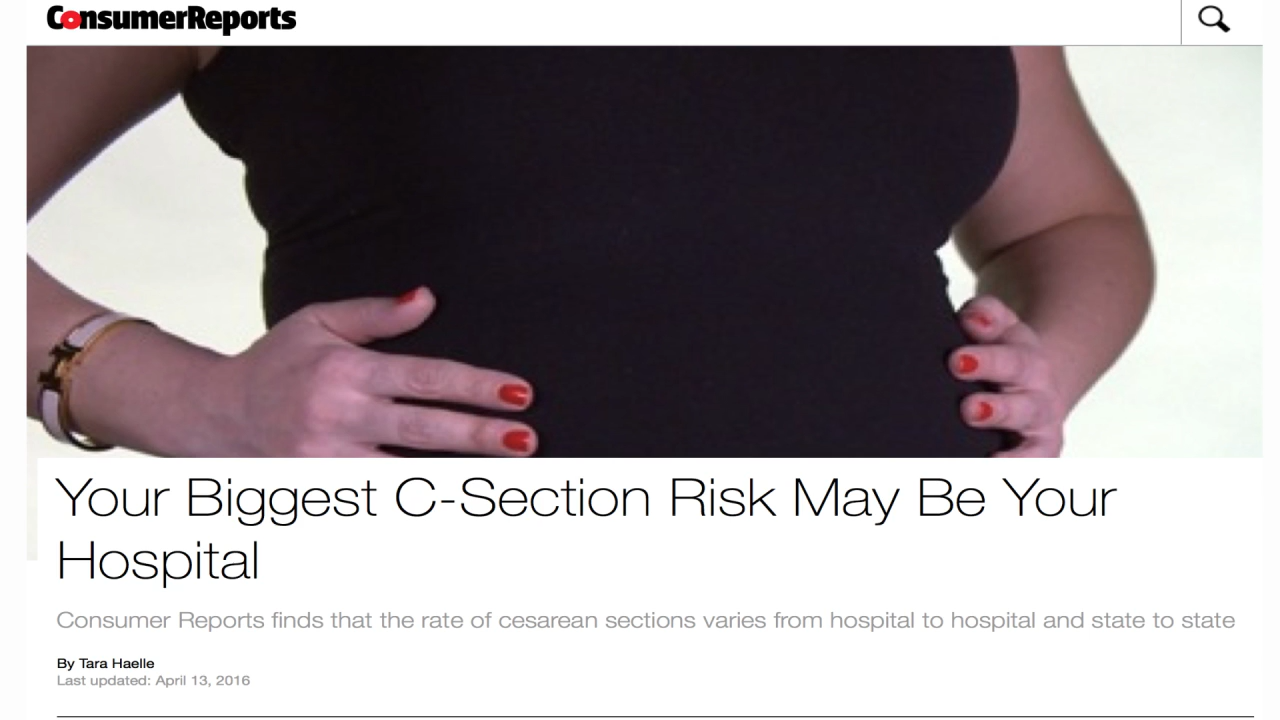 ConsumerReports
Your Biggest C-Section Risk May Be Your
Hospital
Consumer Reports finds that the rate of cesarean sections varies from hospital to hospital and state to state
By Tara Haelle
Last updated: April 13, 2016